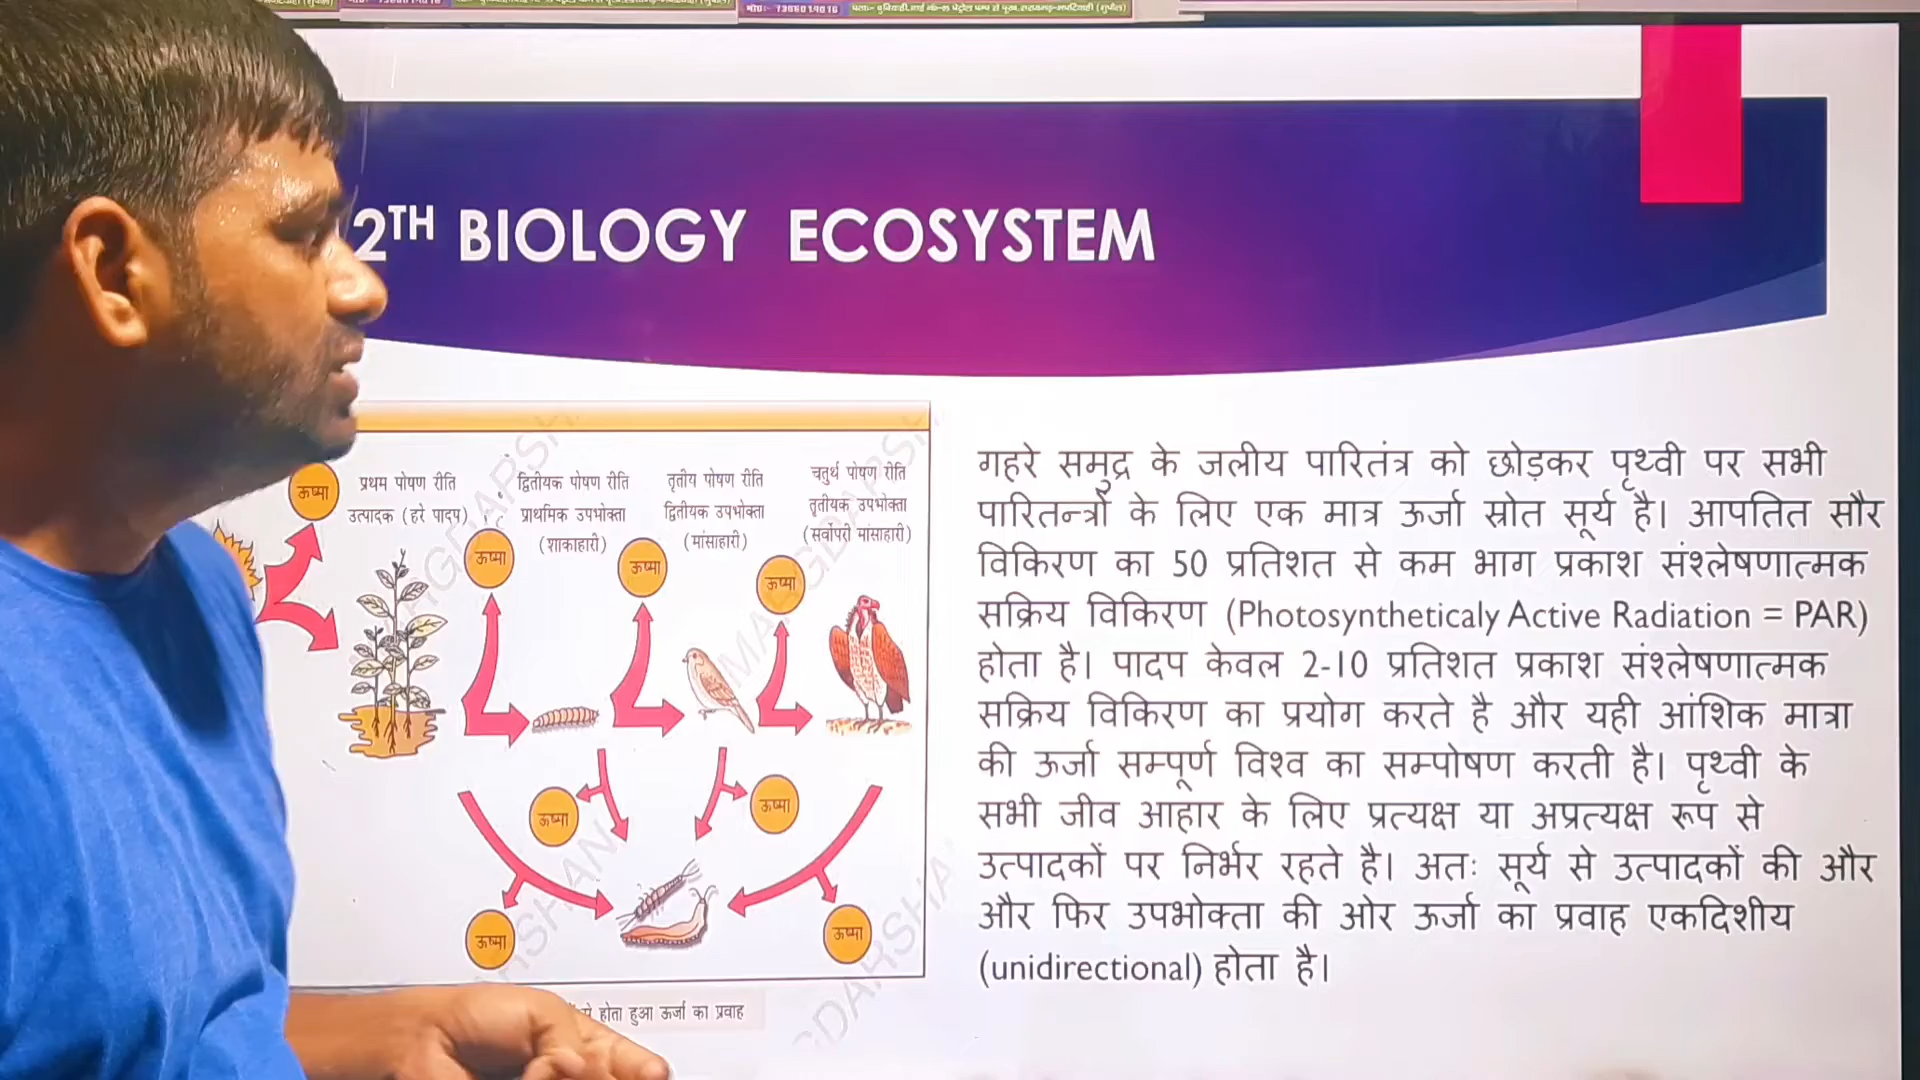 2TH BIOLOGY ECOSYSTEM
ऊष्मा
प्रथम पोषण रीति
उत्पादक (हरे पादप)
द्वितीयक पोषण रीति
प्राथमिक उपभोक्ता
(शाकाहारी)
तृतीय पोषण रीति
द्वितीयक उपभोक्ता
(मांसाहारी)
चतुर्थ पोषण रीति
तृतीयक उपभोक्ता
(सर्वोपरी मांसाहारी)
ऊष्मा
ऊष्मा
ऊष्मा
ऊष्मा
ऊष्मा
ऊष्मा
ऊष्मा
होता हुआ ऊर्जा का प्रवाह
गहरे समुद्र के जलीय पारितंत्र को छोड़कर पृथ्वी पर सभी
पारितन्त्रों के लिए एक मात्र ऊर्जा स्रोत सूर्य है। आपतित सौर
विकिरण का 50 प्रतिशत से कम भाग प्रकाश संश्लेषणात्मक
सक्रिय विकिरण (Photosyntheticaly Active Radiation = PAR)
होता है। पादप केवल 2-10 प्रतिशत प्रकाश संश्लेषणात्मक
सक्रिय विकिरण का प्रयोग करते है और यही आंशिक मात्रा
की ऊर्जा सम्पूर्ण विश्व का सम्पोषण करती है। पृथ्वी के
सभी जीव आहार के लिए प्रत्यक्ष या अप्रत्यक्ष रूप से
उत्पादकों पर निर्भर रहते है। अतः सूर्य से उत्पादकों की और
और फिर उपभोक्ता की ओर ऊर्जा का प्रवाह एकदिशीय
(unidirectional) होता है।